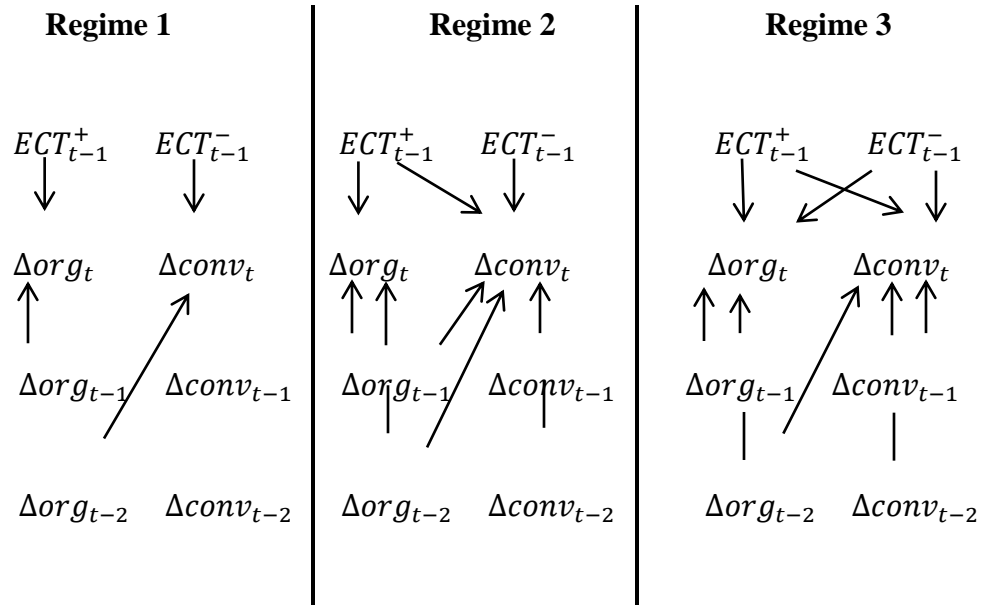 Regime 1 Regime 2 Regime 3
𝐸𝐶𝑇⁺ₜ₋₁ 𝐸𝐶𝑇⁻ₜ₋₁ 𝐸𝐶𝑇⁺ₜ₋₁ 𝐸𝐶𝑇⁻ₜ₋₁ 𝐸𝐶𝑇⁺ₜ₋₁ 𝐸𝐶𝑇⁻ₜ₋₁
Δ𝑜𝑟𝑔ₜ Δ𝑐𝑜𝑛𝑣ₜ Δ𝑜𝑟𝑔ₜ Δ𝑐𝑜𝑛𝑣ₜ Δ𝑜𝑟𝑔ₜ Δ𝑐𝑜𝑛𝑣ₜ
Δ𝑜𝑟𝑔ₜ₋₁ Δ𝑐𝑜𝑛𝑣ₜ₋₁ Δ𝑜𝑟𝑔ₜ₋₁ Δ𝑐𝑜𝑛𝑣ₜ₋₁ Δ𝑜𝑟𝑔ₜ₋₁ Δ𝑐𝑜𝑛𝑣ₜ₋₁
Δ𝑜𝑟𝑔ₜ₋₂ Δ𝑐𝑜𝑛𝑣ₜ₋₂ Δ𝑜𝑟𝑔ₜ₋₂ Δ𝑐𝑜𝑛𝑣ₜ₋₂ Δ𝑜𝑟𝑔ₜ₋₂ Δ𝑐𝑜𝑛𝑣ₜ₋₂